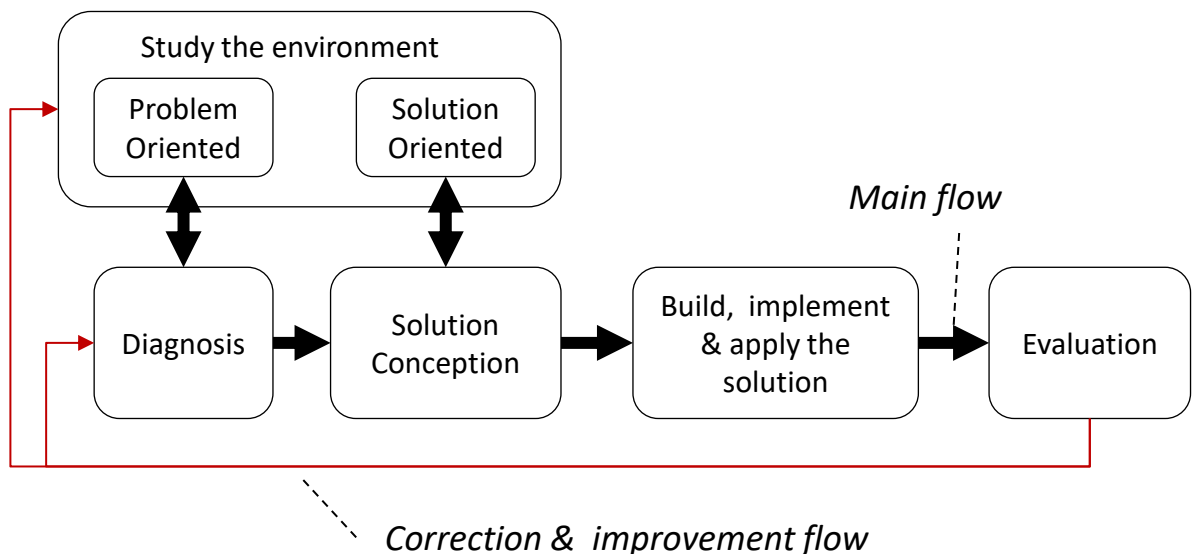 Study the environment
Problem
Oriented
Solution
Oriented
Main flow
Diagnosis
Solution
Conception
Build,  implement
& apply the
solution
Evaluation
Correction &  improvement flow